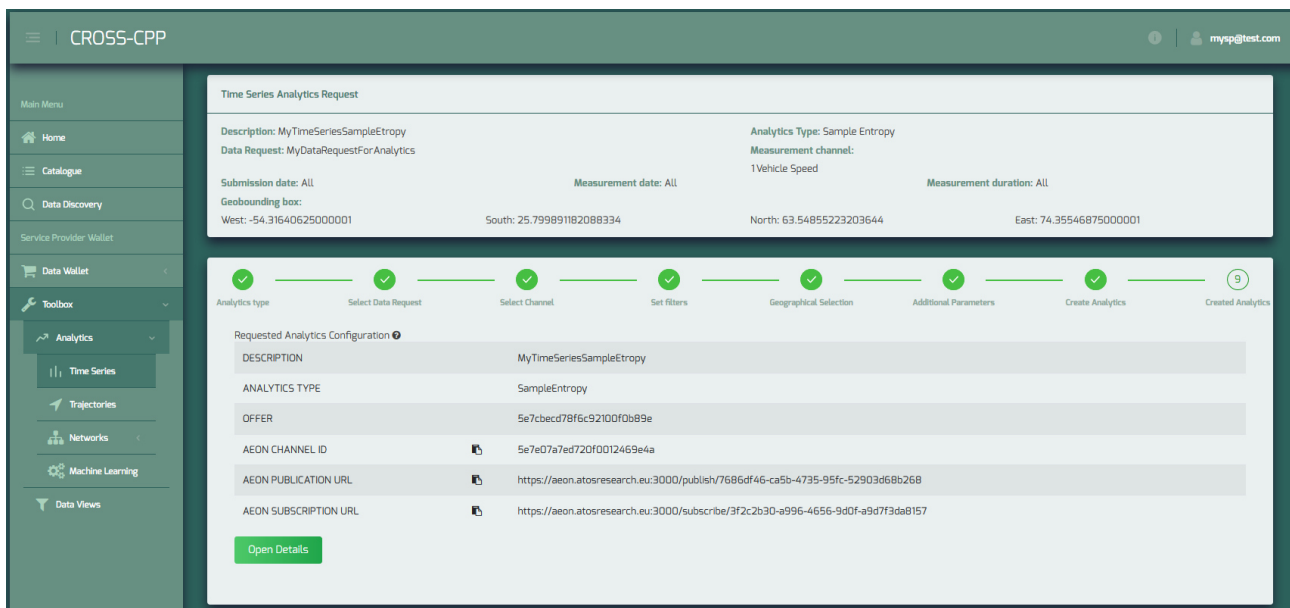 CROSS-CPP
mysp@test.com
Main Menu
Home
Catalogue
Data Discovery
Service Provider Wallet
Data Wallet
Toolbox
Analytics
Time Series
Trajectories
Networks
Machine Learning
Data Views
Time Series Analytics Request
Description: MyTimeSeriesSampleEtropy
Analytics Type: Sample Entropy
Data Request: MyDataRequestForAnalytics
Measurement channel:
1 Vehicle Speed
Submission date: All
Measurement date: All
Measurement duration: All
Geobounding box:
West: -54.31640625000001
South: 25.799891182088334
North: 63.54855223203644
East: 74.35546875000001
9
Analytics type
Select Data Request
Select Channel
Set filters
Geographical Selection
Additional Parameters
Create Analytics
Created Analytics
Requested Analytics Configuration
DESCRIPTION MyTimeSeriesSampleEtropy
ANALYTICS TYPE SampleEntropy
OFFER 5e7cbecd78f6c92100f0b89e
AEON CHANNEL ID 5e7e07a7ed720f0012469e4a
AEON PUBLICATION URL https://aeon.atosresearch.eu:3000/publish/7686df46-ca5b-4735-95fc-52903d68b268
AEON SUBSCRIPTION URL https://aeon.atosresearch.eu:3000/subscribe/3f2c2b30-a996-4656-9d0f-a9d7f3da8157
Open Details